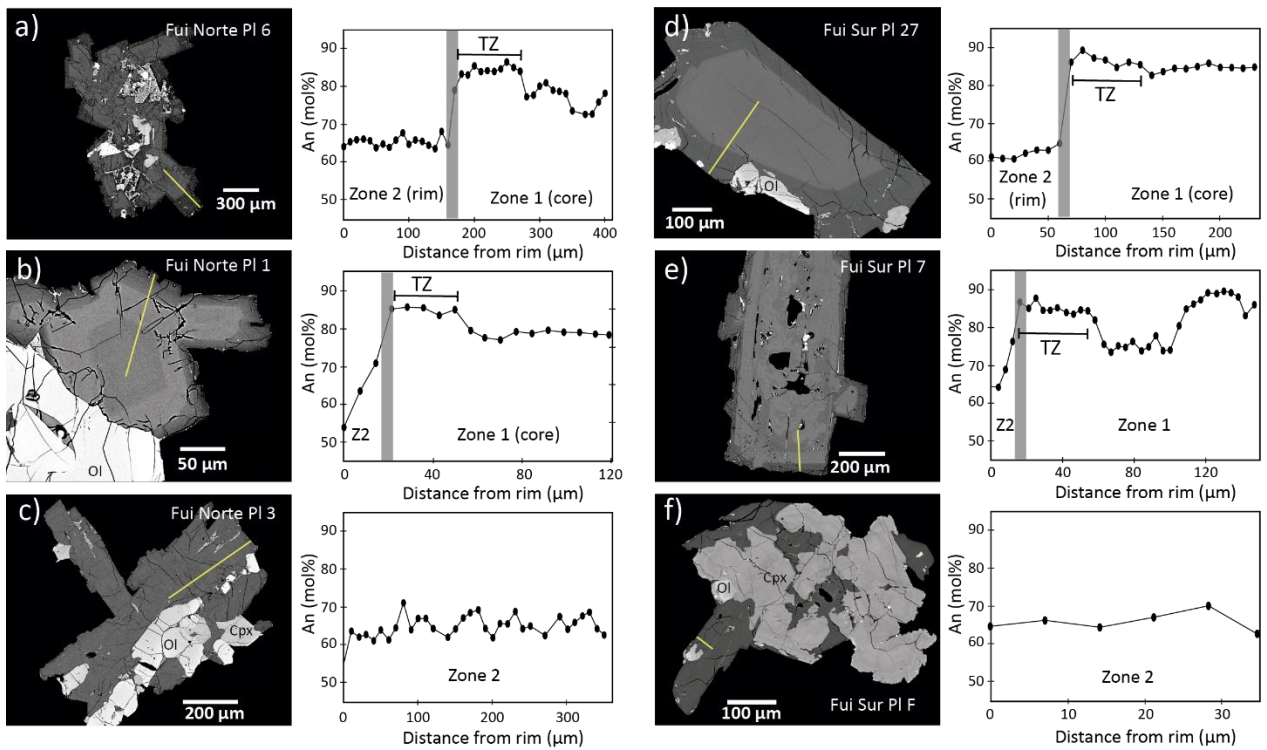 a)
Fui Norte Pl 6
300 µm
An (mol%)
90
80
70
60
50
TZ
Zone 2 (rim)
Zone 1 (core)
0
100
200
300
400
Distance from rim (µm)
d)
Fui Sur Pl 27
Ol
100 µm
An (mol%)
90
80
70
60
50
TZ
Zone 2
(rim)
Zone 1 (core)
0
50
100
150
200
Distance from rim (µm)
b)
Fui Norte Pl 1
Ol
50 µm
An (mol%)
90
80
70
60
50
TZ
Z2
Zone 1 (core)
0
40
80
120
Distance from rim (µm)
e)
Fui Sur Pl 7
200 µm
An (mol%)
90
80
70
60
50
TZ
Z2
Zone 1
0
40
80
120
Distance from rim (µm)
c)
Fui Norte Pl 3
Ol
Cpx
200 µm
An (mol%)
90
80
70
60
50
Zone 2
0
100
200
300
Distance from rim (µm)
f)
Ol
Cpx
100 µm
Fui Sur Pl F
An (mol%)
90
80
70
60
50
Zone 2
0
10
20
30
Distance from rim (µm)